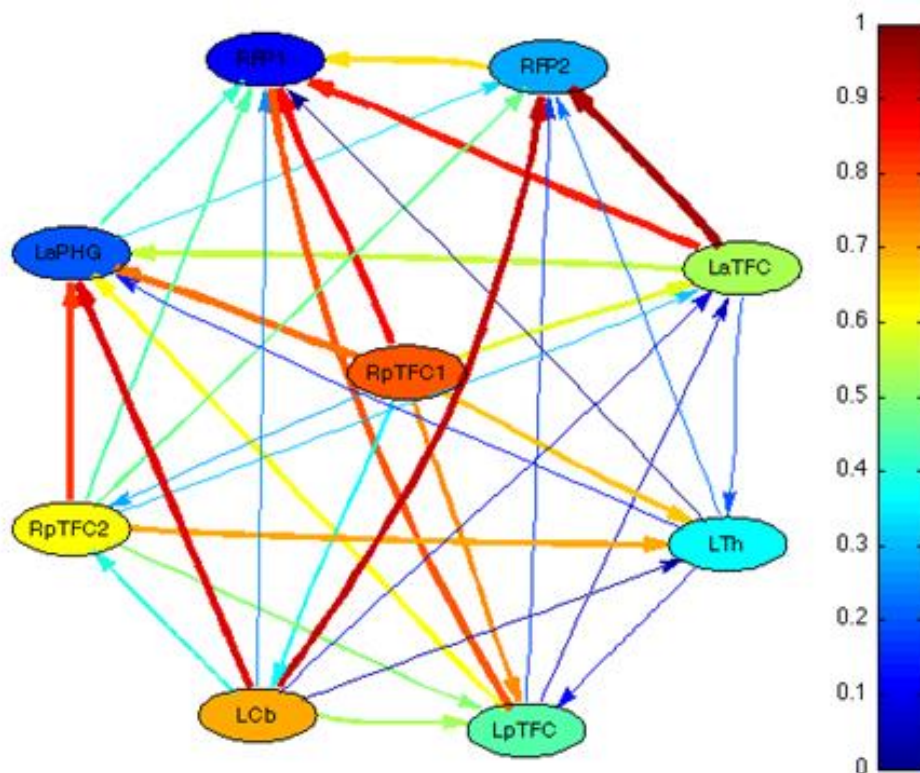 RFP1
RFP2
LaPHG
LaTFC
RpTFC1
RpTFC2
LTh
LCb
LpTFC
1
0.9
0.8
0.7
0.6
0.5
0.4
0.3
0.2
0.1
0